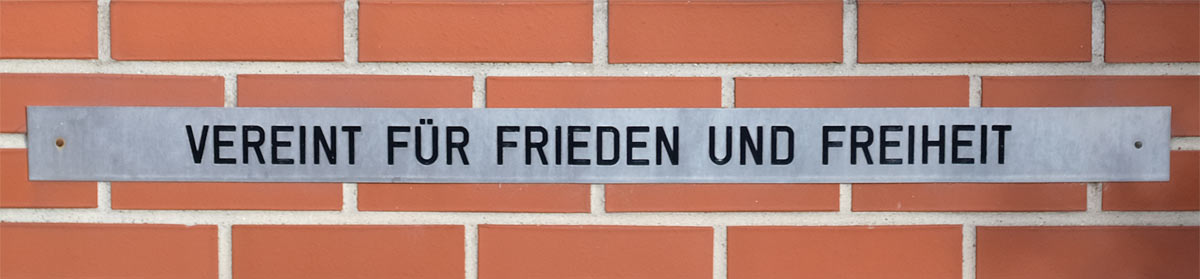 VEREINT FÜR FRIEDEN UND FREIHEIT